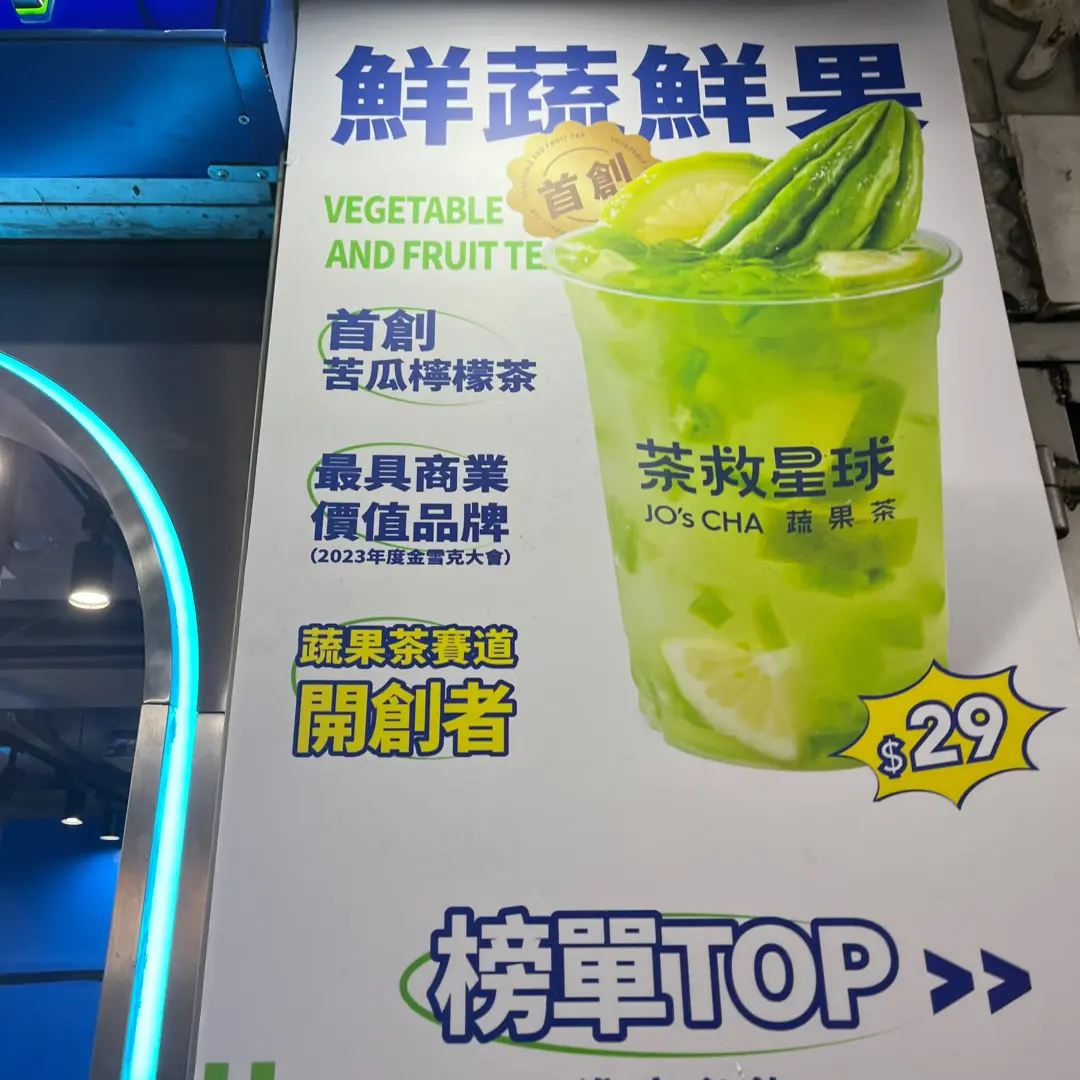 鮮蔬鮮果
首創
VEGETABLE
AND FRUIT TE
首創
苦瓜檸檬茶
最具商業
價值品牌
(2023年度金雪克大會)
蔬果茶賽道
開創者
茶救星球
JO's CHA 蔬果茶
$29
榜單TOP >>